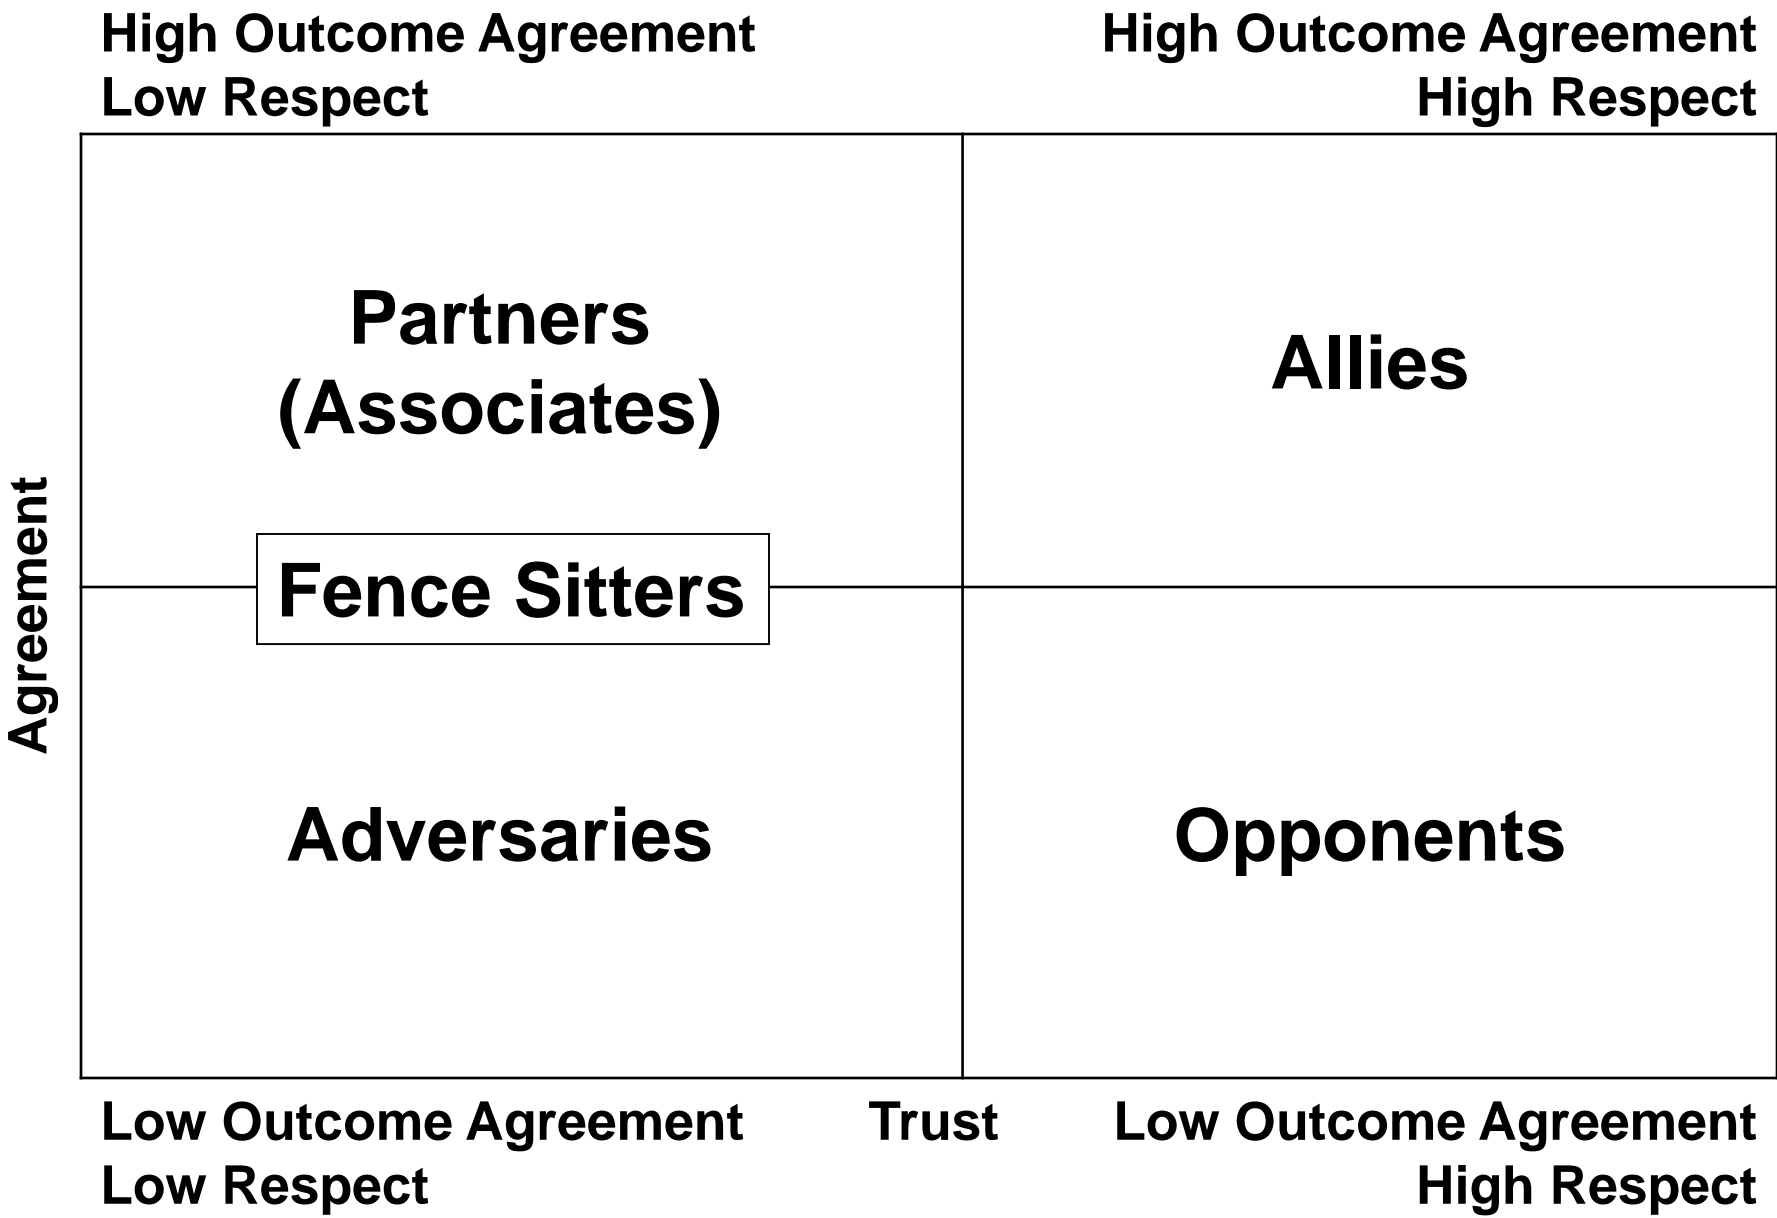 High Outcome Agreement
Low Respect
High Outcome Agreement
High Respect
Partners
(Associates)
Allies
Agreement
Fence Sitters
Adversaries
Opponents
Low Outcome Agreement
Low Respect
Trust
Low Outcome Agreement
High Respect